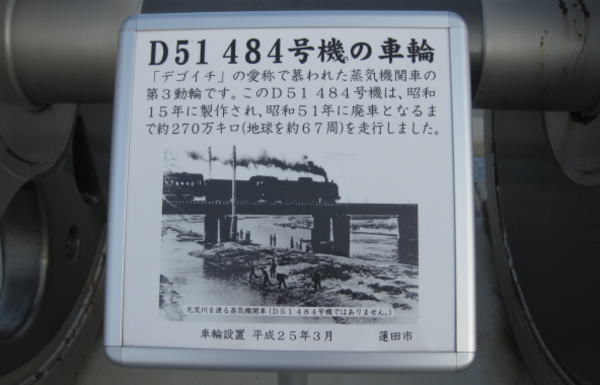 D51 484号機の車輪
「デゴイチ」の愛称で慕われた蒸気機関車の
第3動輪です。このD51 484号機は、昭和
15年に製作され、昭和51年に廃車となるま
で約270万キロ(地球を約67周)を走行しました。
元荒川を渡る蒸気機関車(D51484号機ではありません。)
車輪設置 平成25年3月 蓮田市